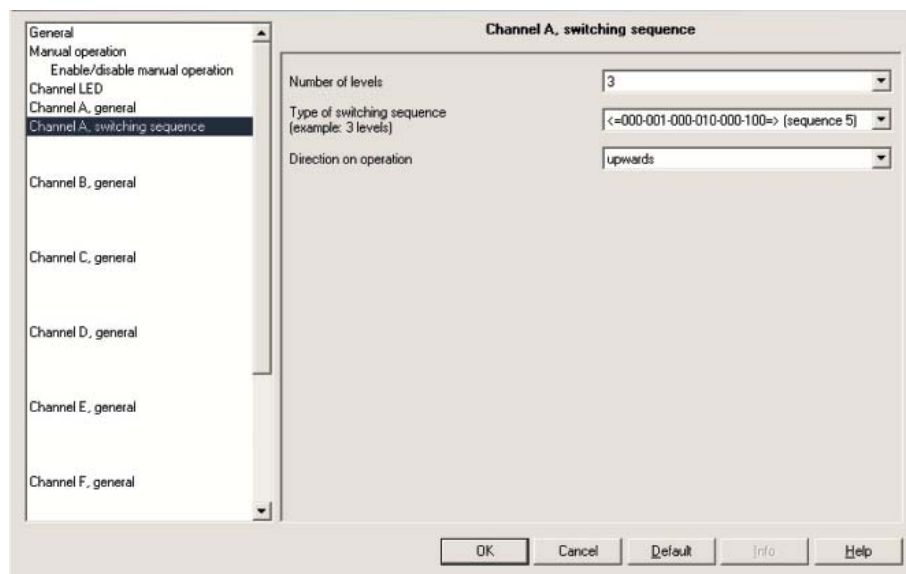 General
Manual operation
Enable/disable manual operation
Channel LED
Channel A, general
Channel A, switching sequence
Channel B, general
Channel C, general
Channel D, general
Channel E, general
Channel F, general
Channel A, switching sequence
Number of levels
3
Type of switching sequence
(example: 3 levels)
<=000-001-000-010-000-100=> (sequence 5)
Direction on operation
upwards
OK
Cancel
Default
Info
Help